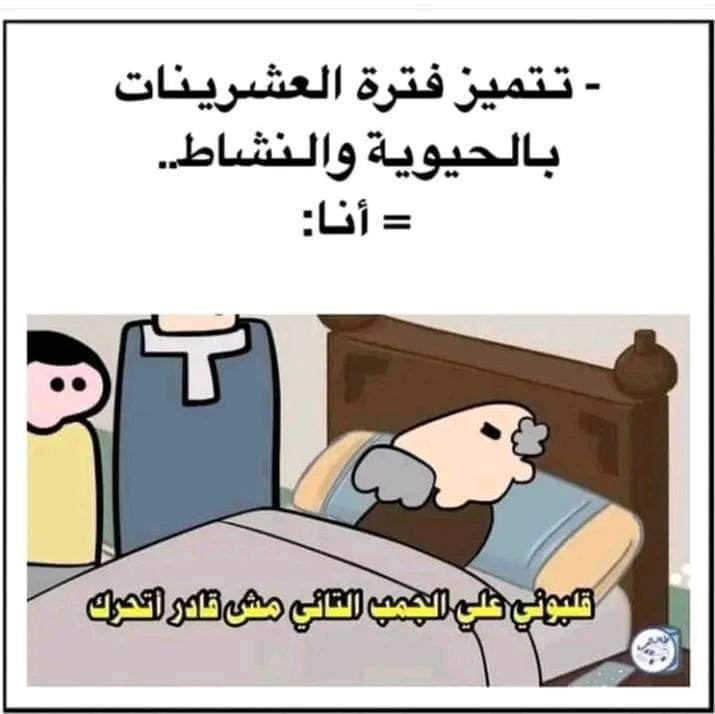 - تتميز فترة العشرينات
بالحيوية والنشاط..
= أنا:
قلبوني علي الجمب التاني مش قادر أتحرك